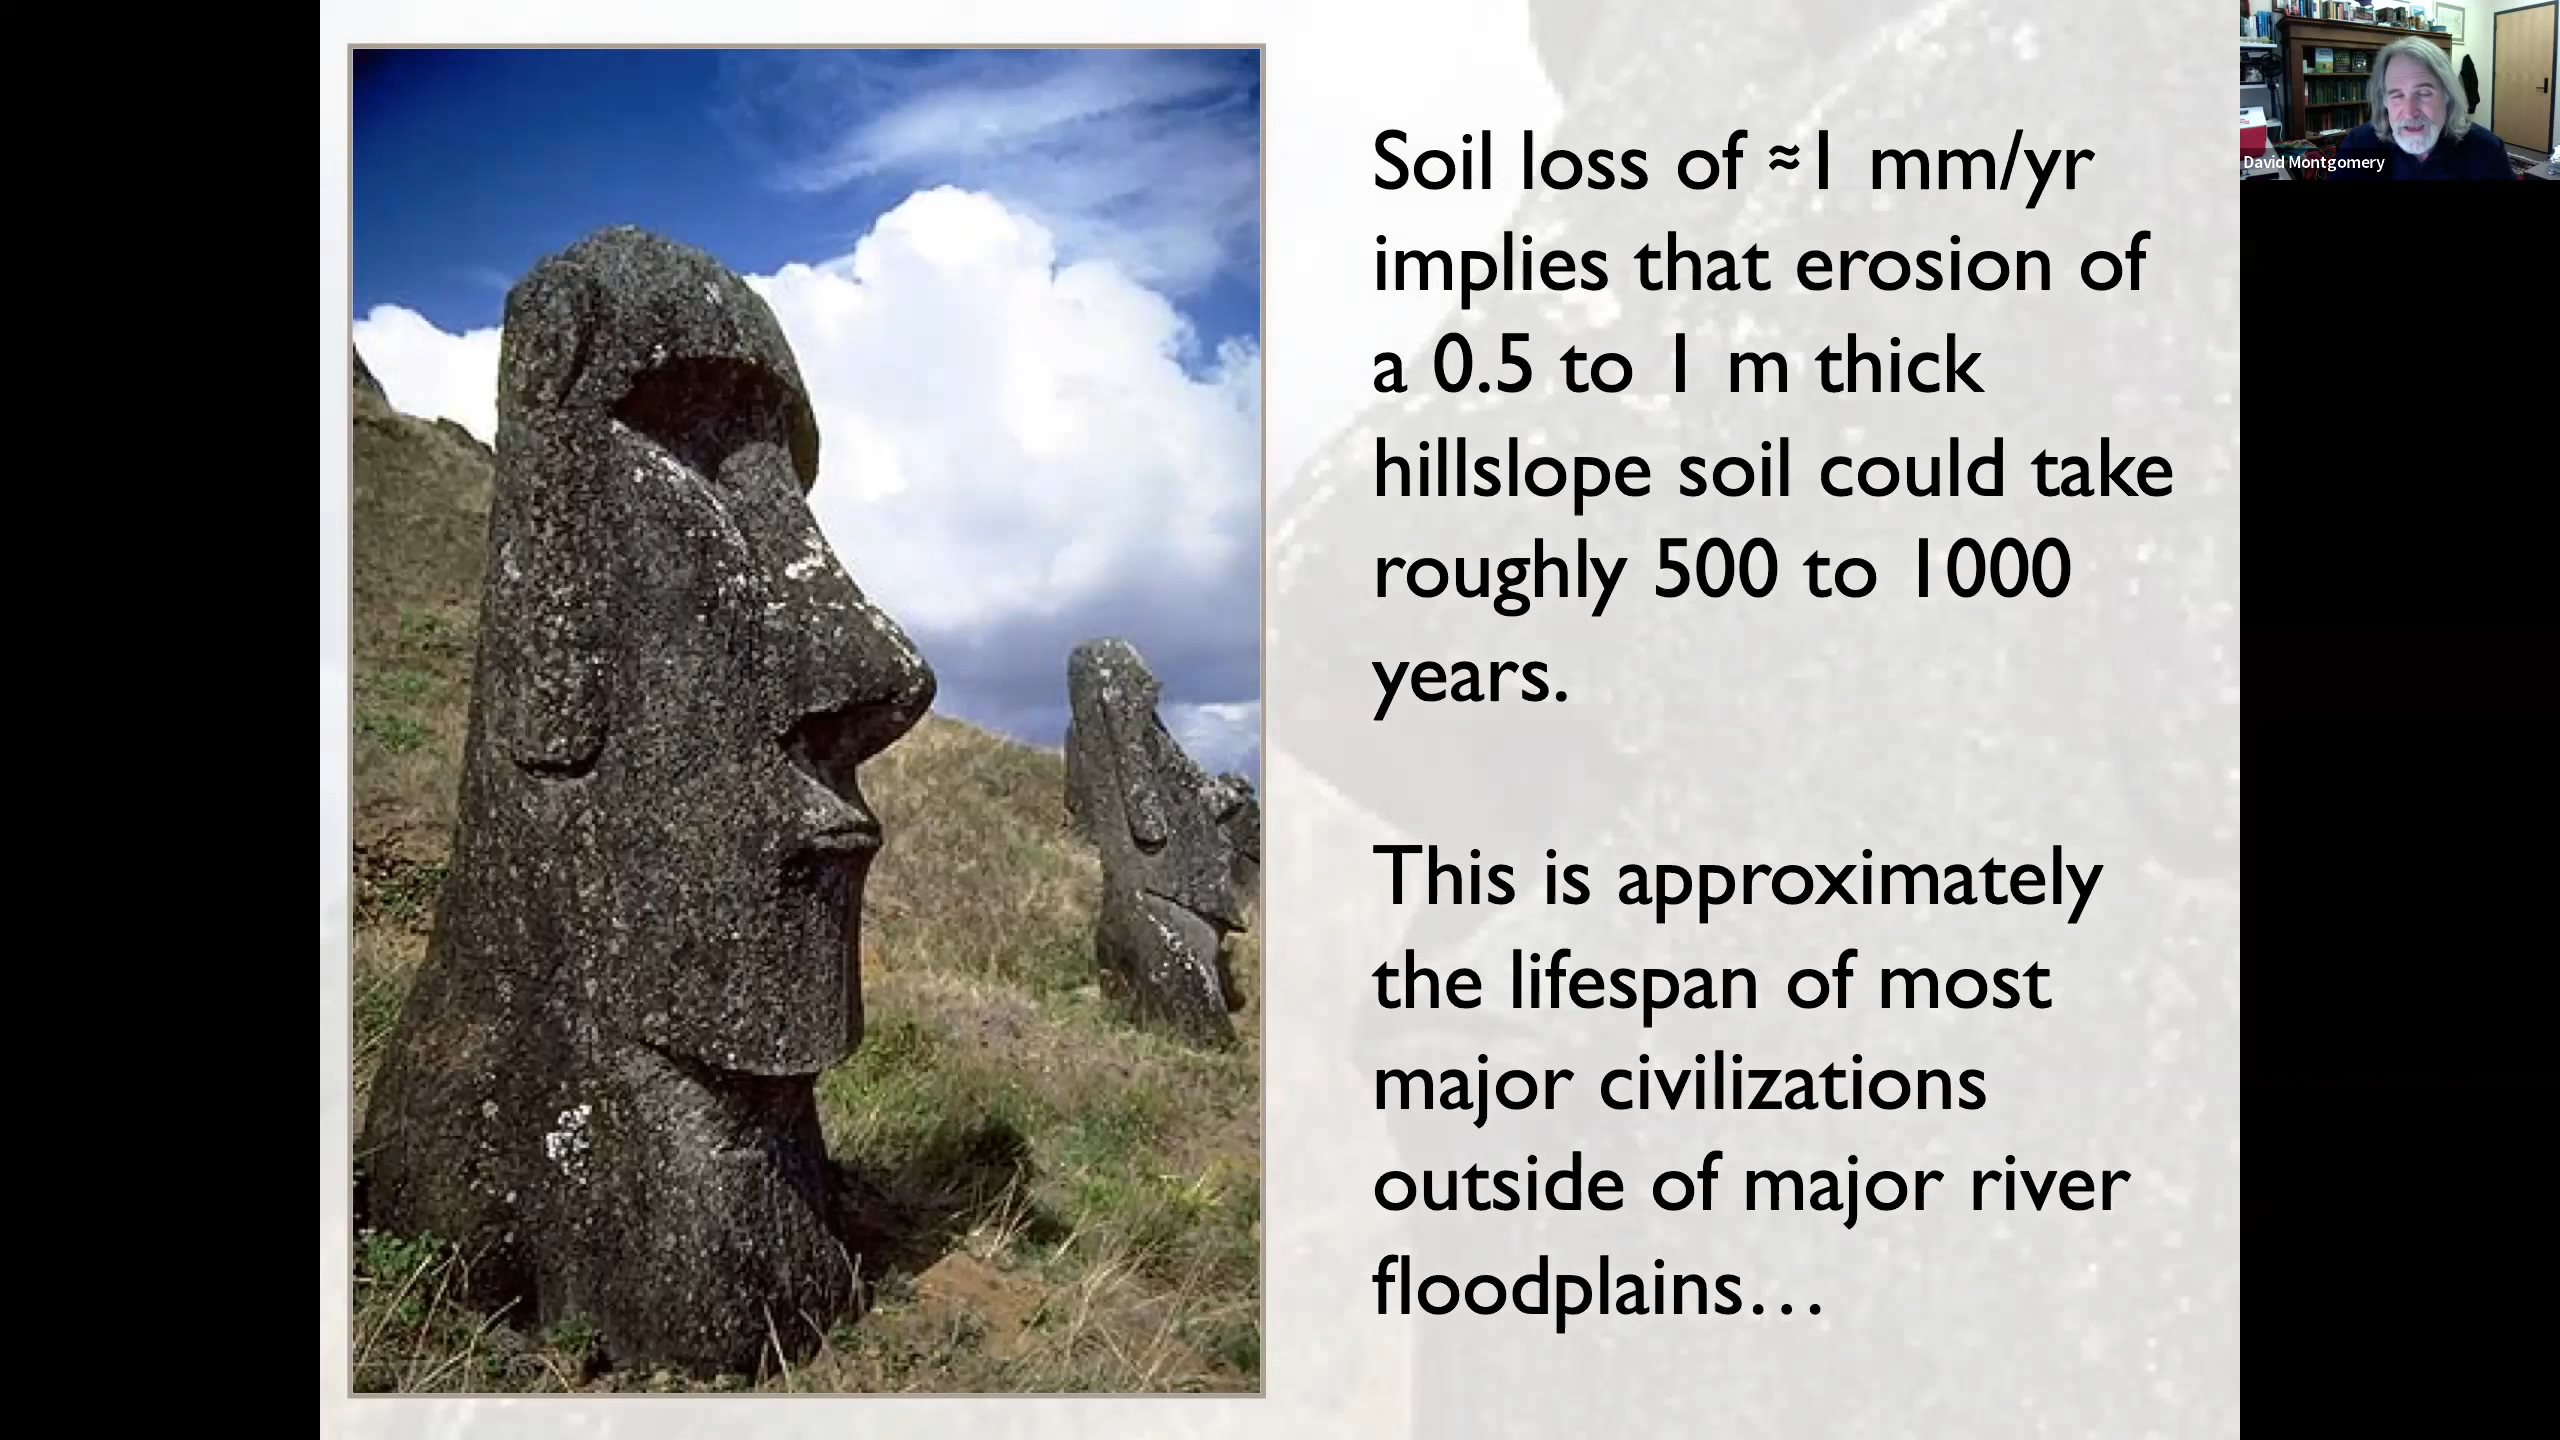 Soil loss of ≈1 mm/yr
implies that erosion of
a 0.5 to 1 m thick
hillslope soil could take
roughly 500 to 1000
years.
This is approximately
the lifespan of most
major civilizations
outside of major river
floodplains…
David Montgomery